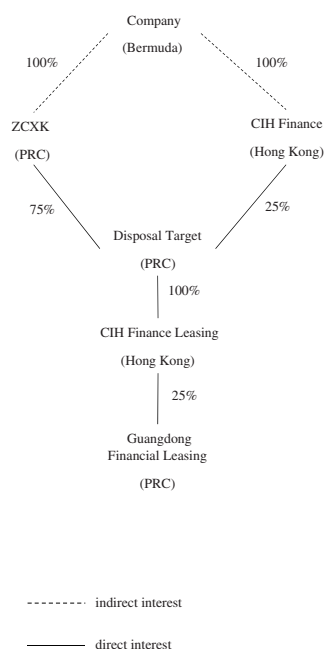 Company
(Bermuda)
100%
100%
ZCXK
(PRC)
CIH Finance
(Hong Kong)
75%
25%
Disposal Target
(PRC)
100%
CIH Finance Leasing
(Hong Kong)
25%
Guangdong
Financial Leasing
(PRC)
indirect interest
direct interest